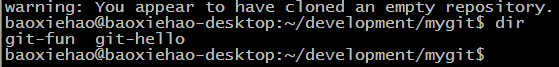 warning: You appear to have cloned an empty repository.
baoxiehao@baoxiehao-desktop:~/development/mygit$ dir
git-fun  git-hello
baoxiehao@baoxiehao-desktop:~/development/mygit$